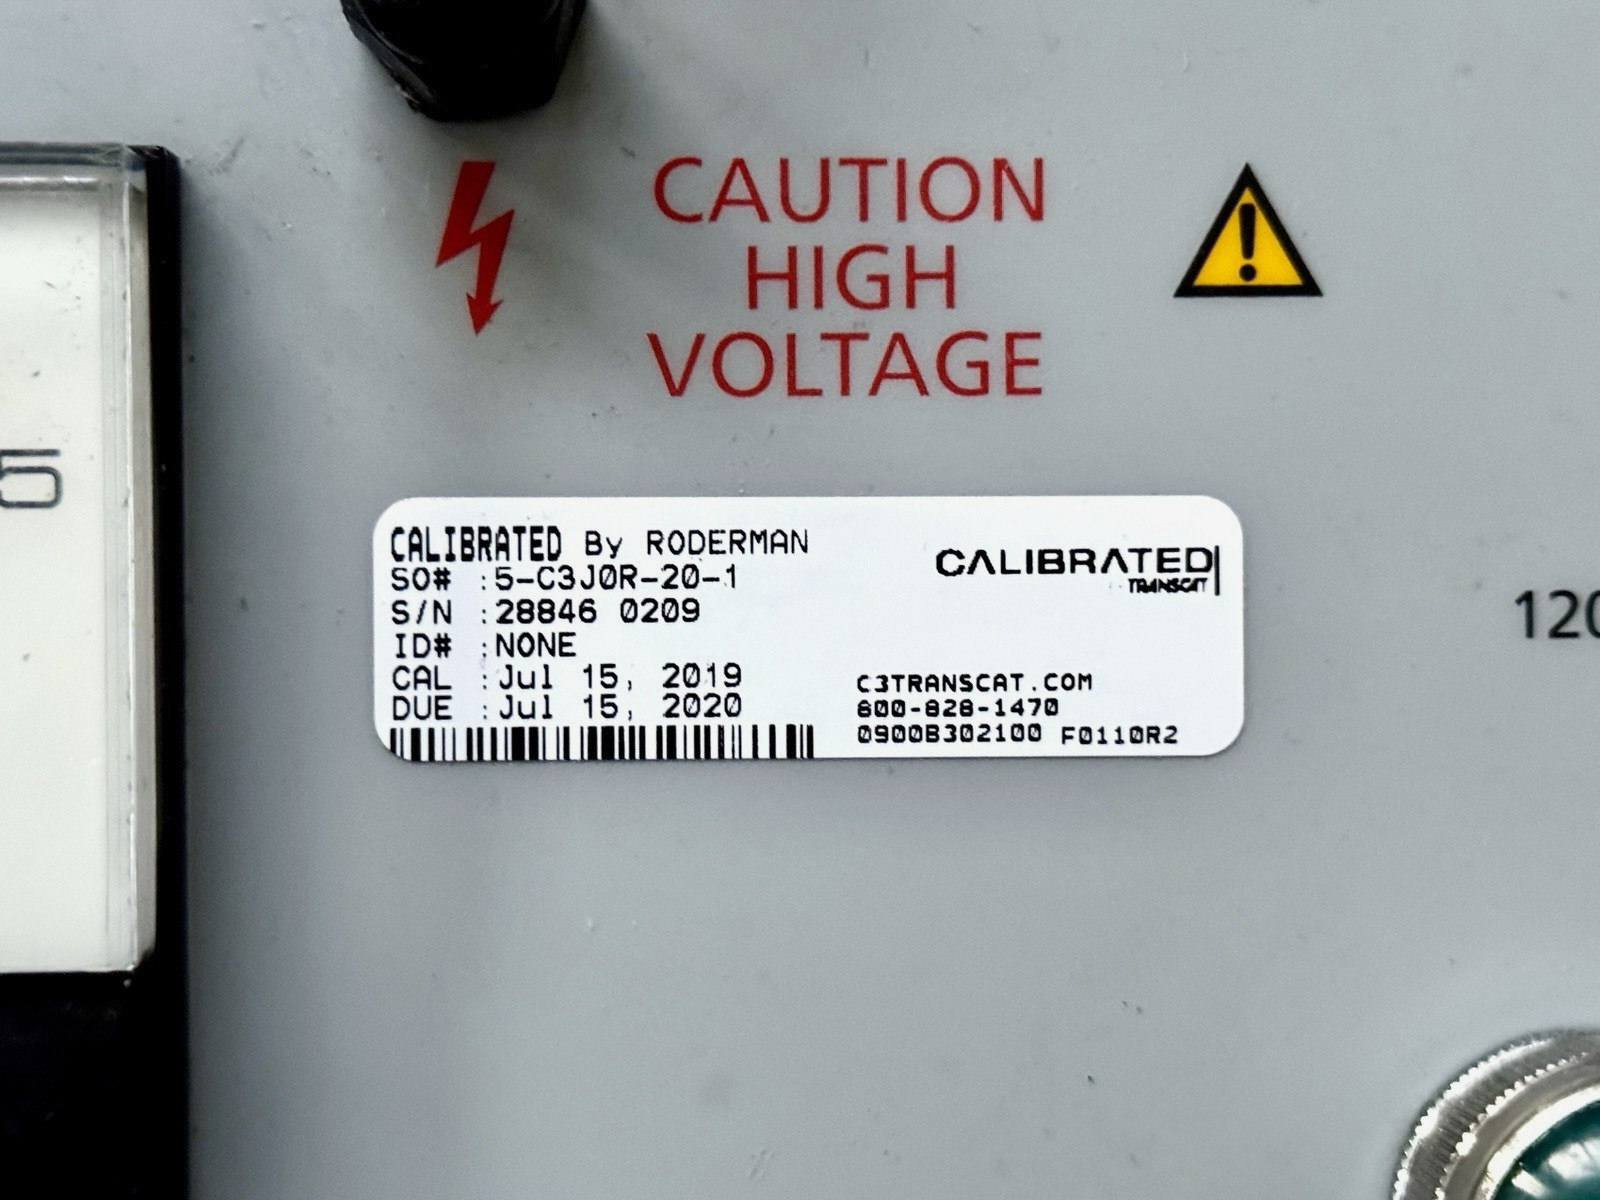 CAUTION
HIGH
VOLTAGE
5
CALIBRATED By RODERMAN
SO# :5-C3J0R-20-1
S/N :28846 0209
ID# :NONE
CAL :Jul 15, 2019
DUE :Jul 15, 2020
CALIBRATED
TRANSCAT
C3TRANSCAT.COM
800-828-1470
0900B302100 F0110R2
120